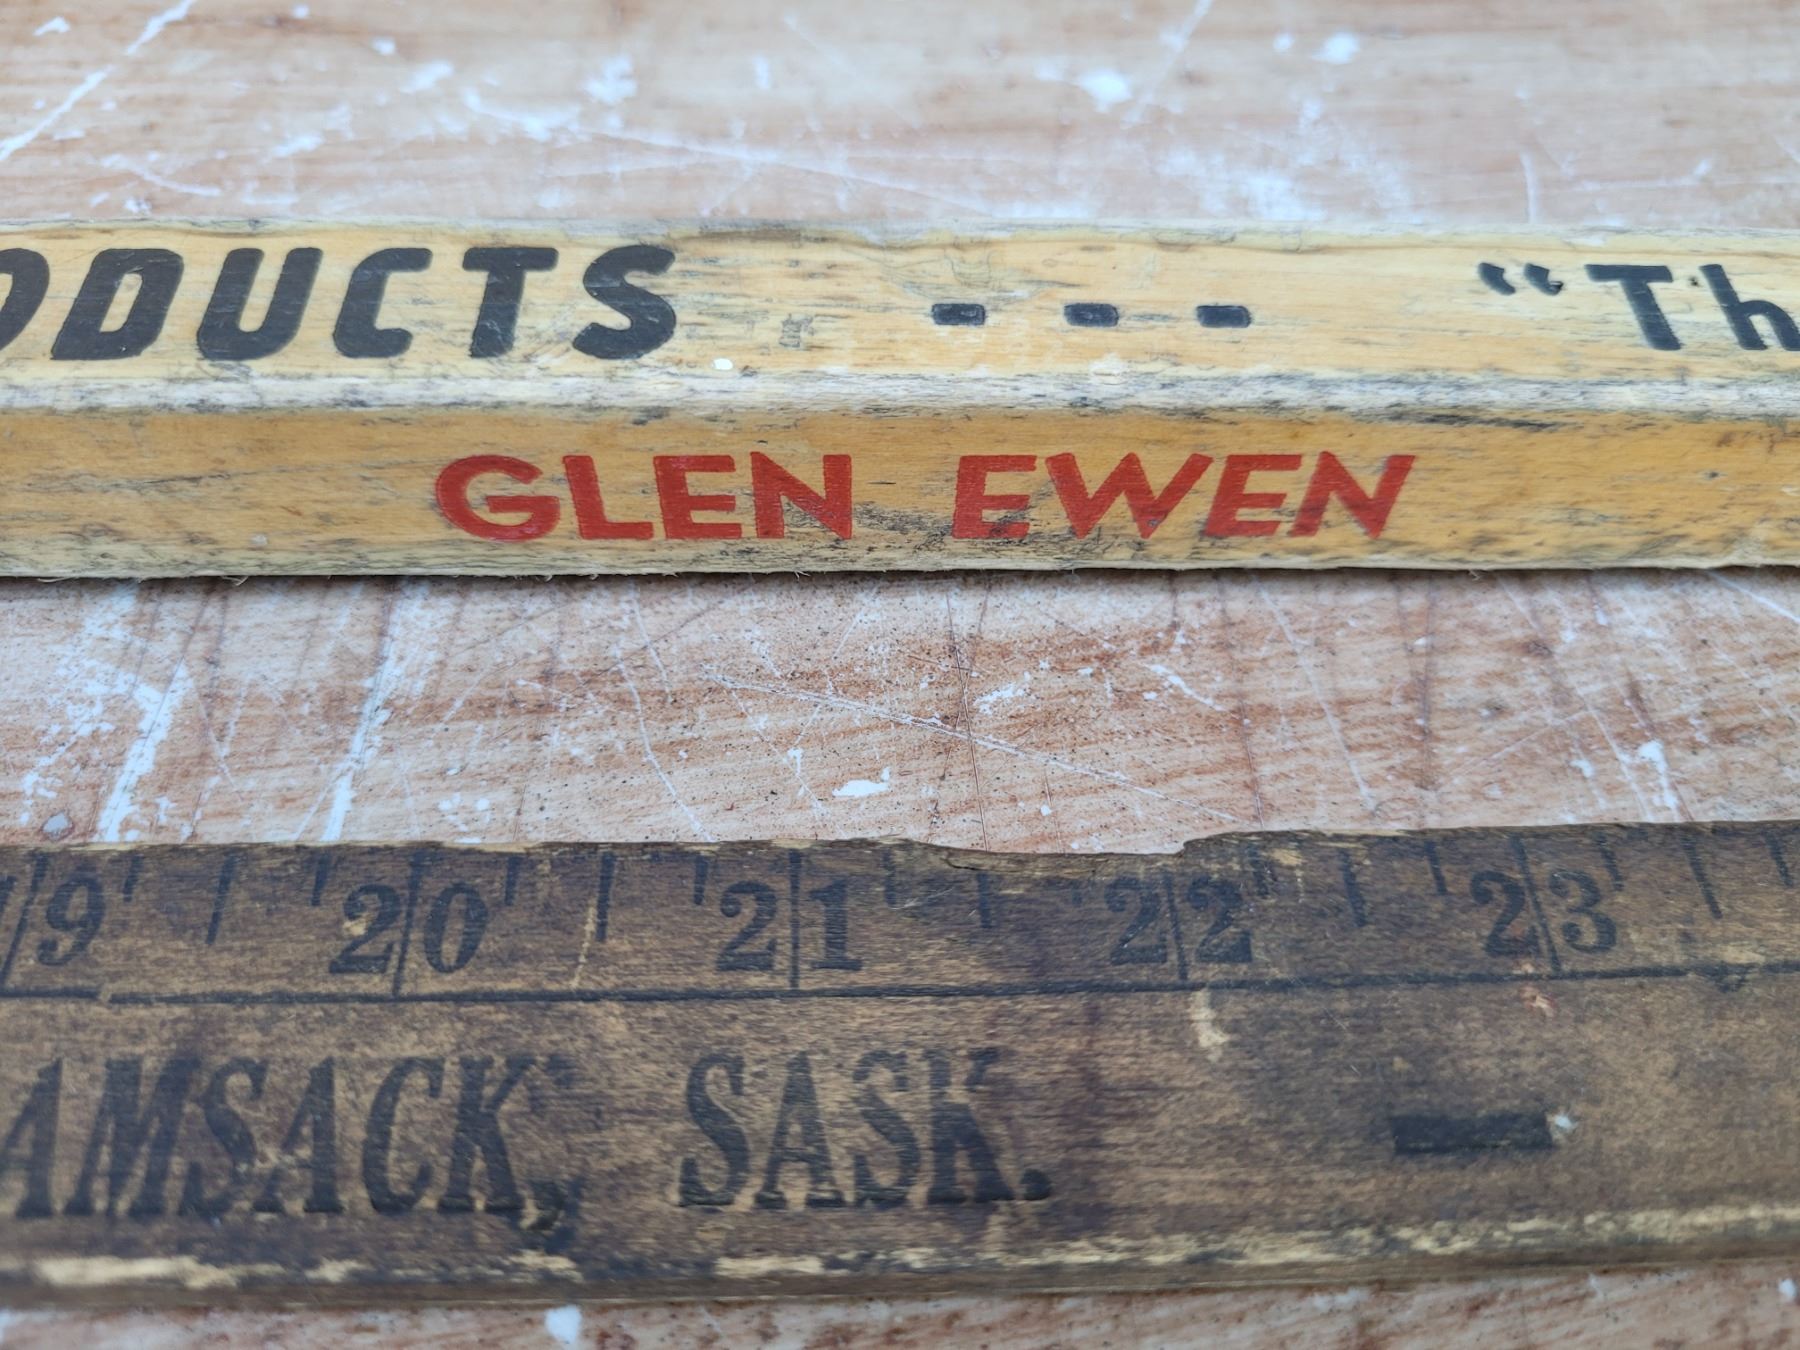 ODUCTS - - - “Th
GLEN EWEN
9 20 21 22 23
AMSACK, SASK. -